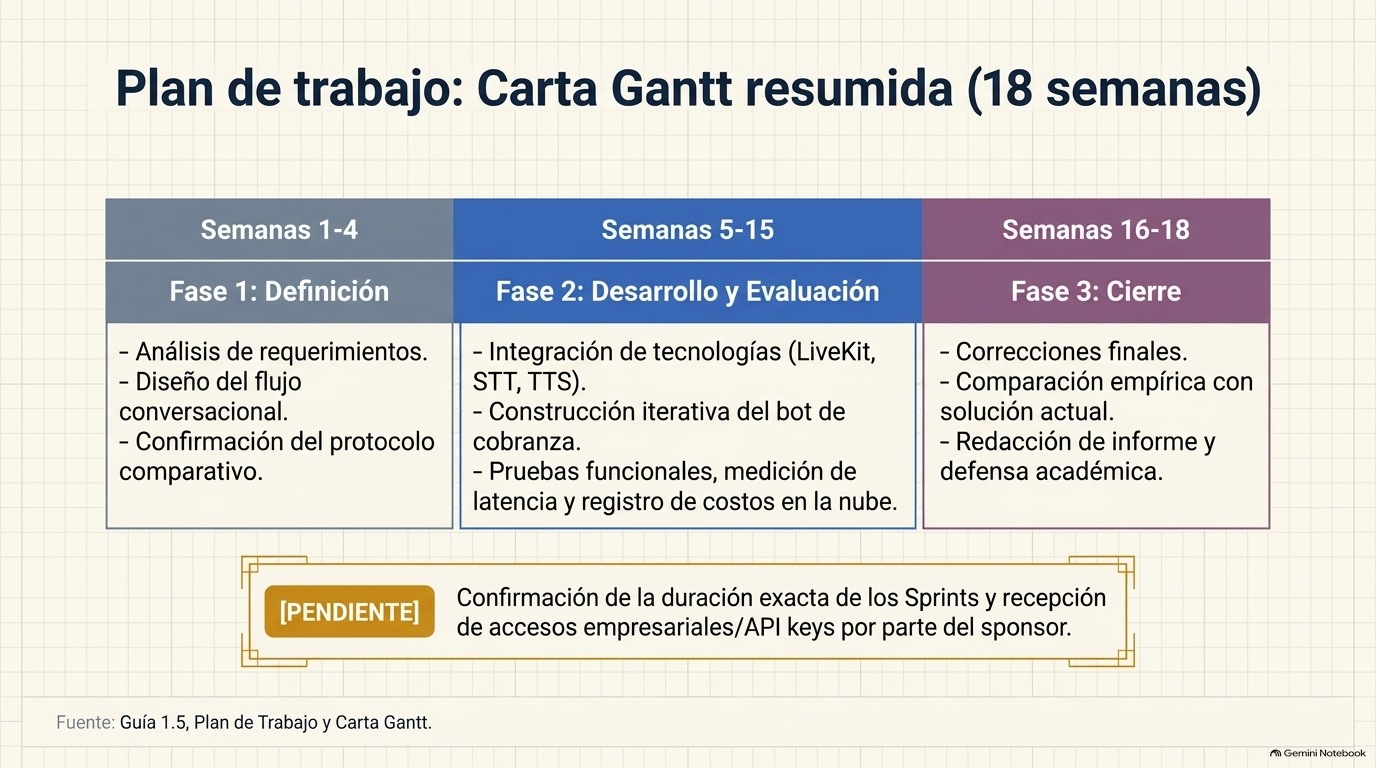 Plan de trabajo: Carta Gantt resumida (18 semanas)
Semanas 1-4
Semanas 5-15
Semanas 16-18
Fase 1: Definición
Fase 2: Desarrollo y Evaluación
Fase 3: Cierre
- Análisis de requerimientos.
- Diseño del flujo
conversacional.
- Confirmación del protocolo
comparativo.
- Integración de tecnologías (LiveKit,
STT, TTS).
- Construcción iterativa del bot de
cobranza.
- Pruebas funcionales, medición de
latencia y registro de costos en la nube.
- Correcciones finales.
- Comparación empírica con
solución actual.
- Redacción de informe y
defensa académica.
[PENDIENTE]
Confirmación de la duración exacta de los Sprints y recepción
de accesos empresariales/API keys por parte del sponsor.
Fuente: Guía 1.5, Plan de Trabajo y Carta Gantt.
Gemini Notebook